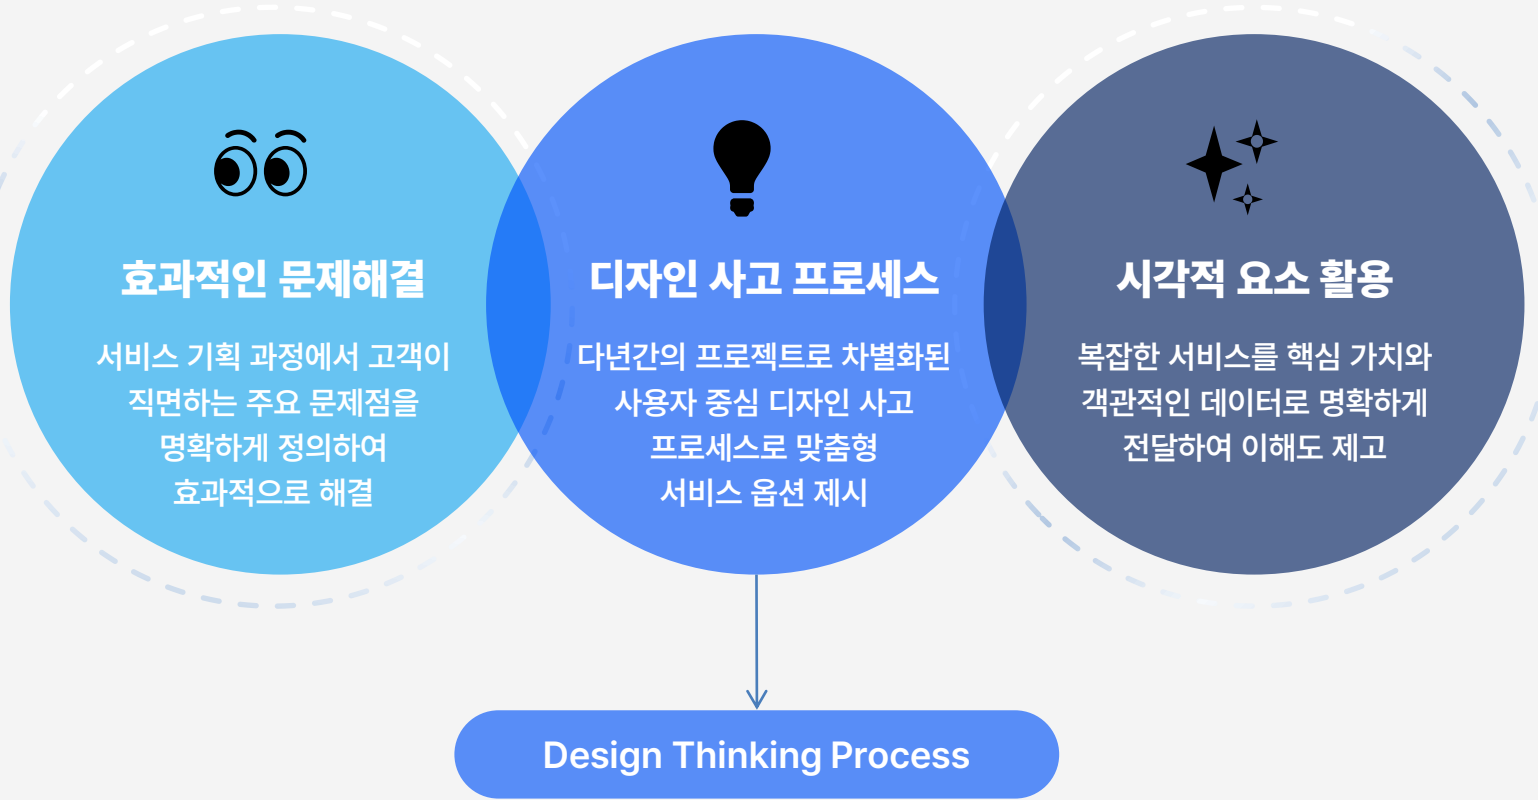 효과적인 문제해결
서비스 기획 과정에서 고객이
직면하는 주요 문제점을
명확하게 정의하여
효과적으로 해결
디자인 사고 프로세스
다년간의 프로젝트로 차별화된
사용자 중심 디자인 사고
프로세스로 맞춤형
서비스 옵션 제시
시각적 요소 활용
복잡한 서비스를 핵심 가치와
객관적인 데이터로 명확하게
전달하여 이해도 제고
Design Thinking Process